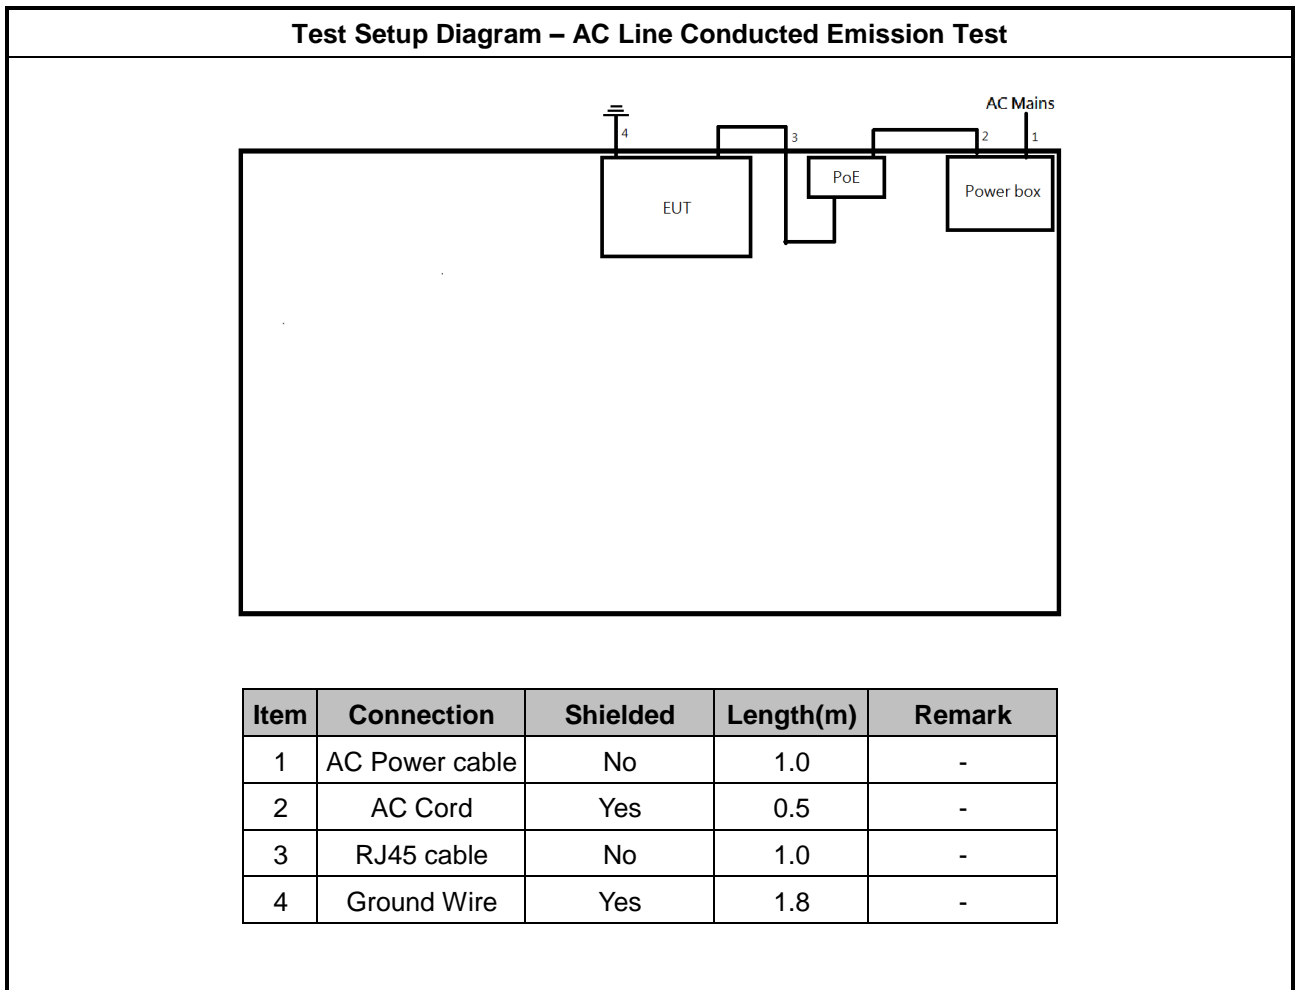 Test Setup Diagram – AC Line Conducted Emission Test
AC Mains
4
3
2
1
EUT
PoE
Power box
Item Connection Shielded Length(m) Remark
1 AC Power cable No 1.0 -
2 AC Cord Yes 0.5 -
3 RJ45 cable No 1.0 -
4 Ground Wire Yes 1.8 -